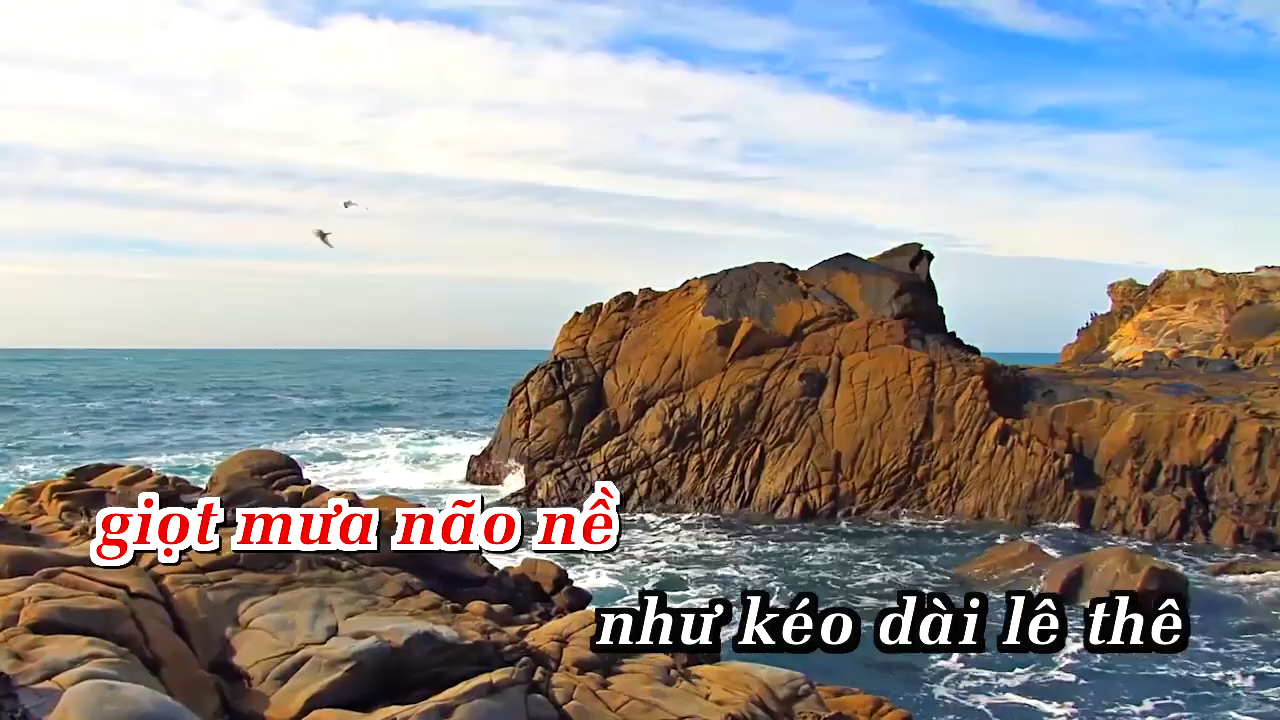 giọt mưa não nề
như kéo dài lê thê